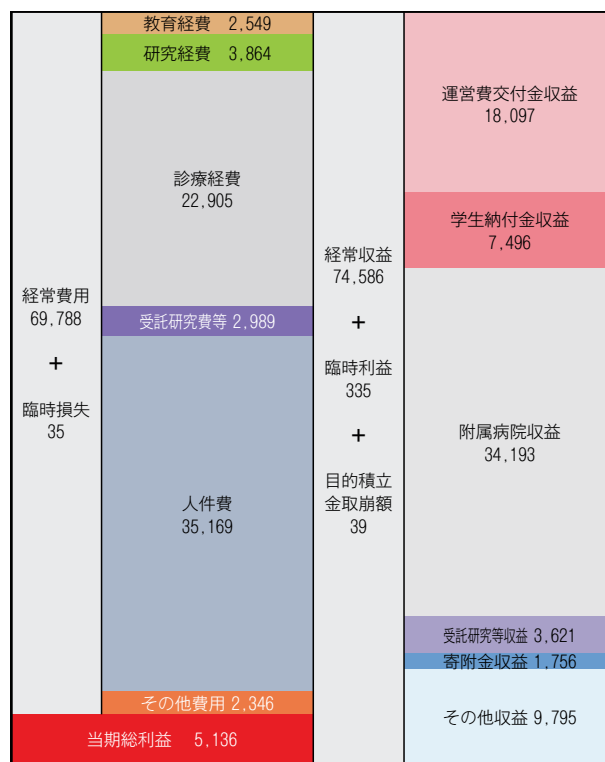 経常費用
69,788
+
臨時損失
35
教育経費 2,549
研究経費 3,864
診療経費
22,905
受託研究費等 2,989
人件費
35,169
その他費用 2,346
当期総利益 5,136
経常収益
74,586
+
臨時利益
335
+
目的積立
金取崩額
39
運営費交付金収益
18,097
学生納付金収益
7,496
附属病院収益
34,193
受託研究等収益 3,621
寄附金収益 1,756
その他収益 9,795